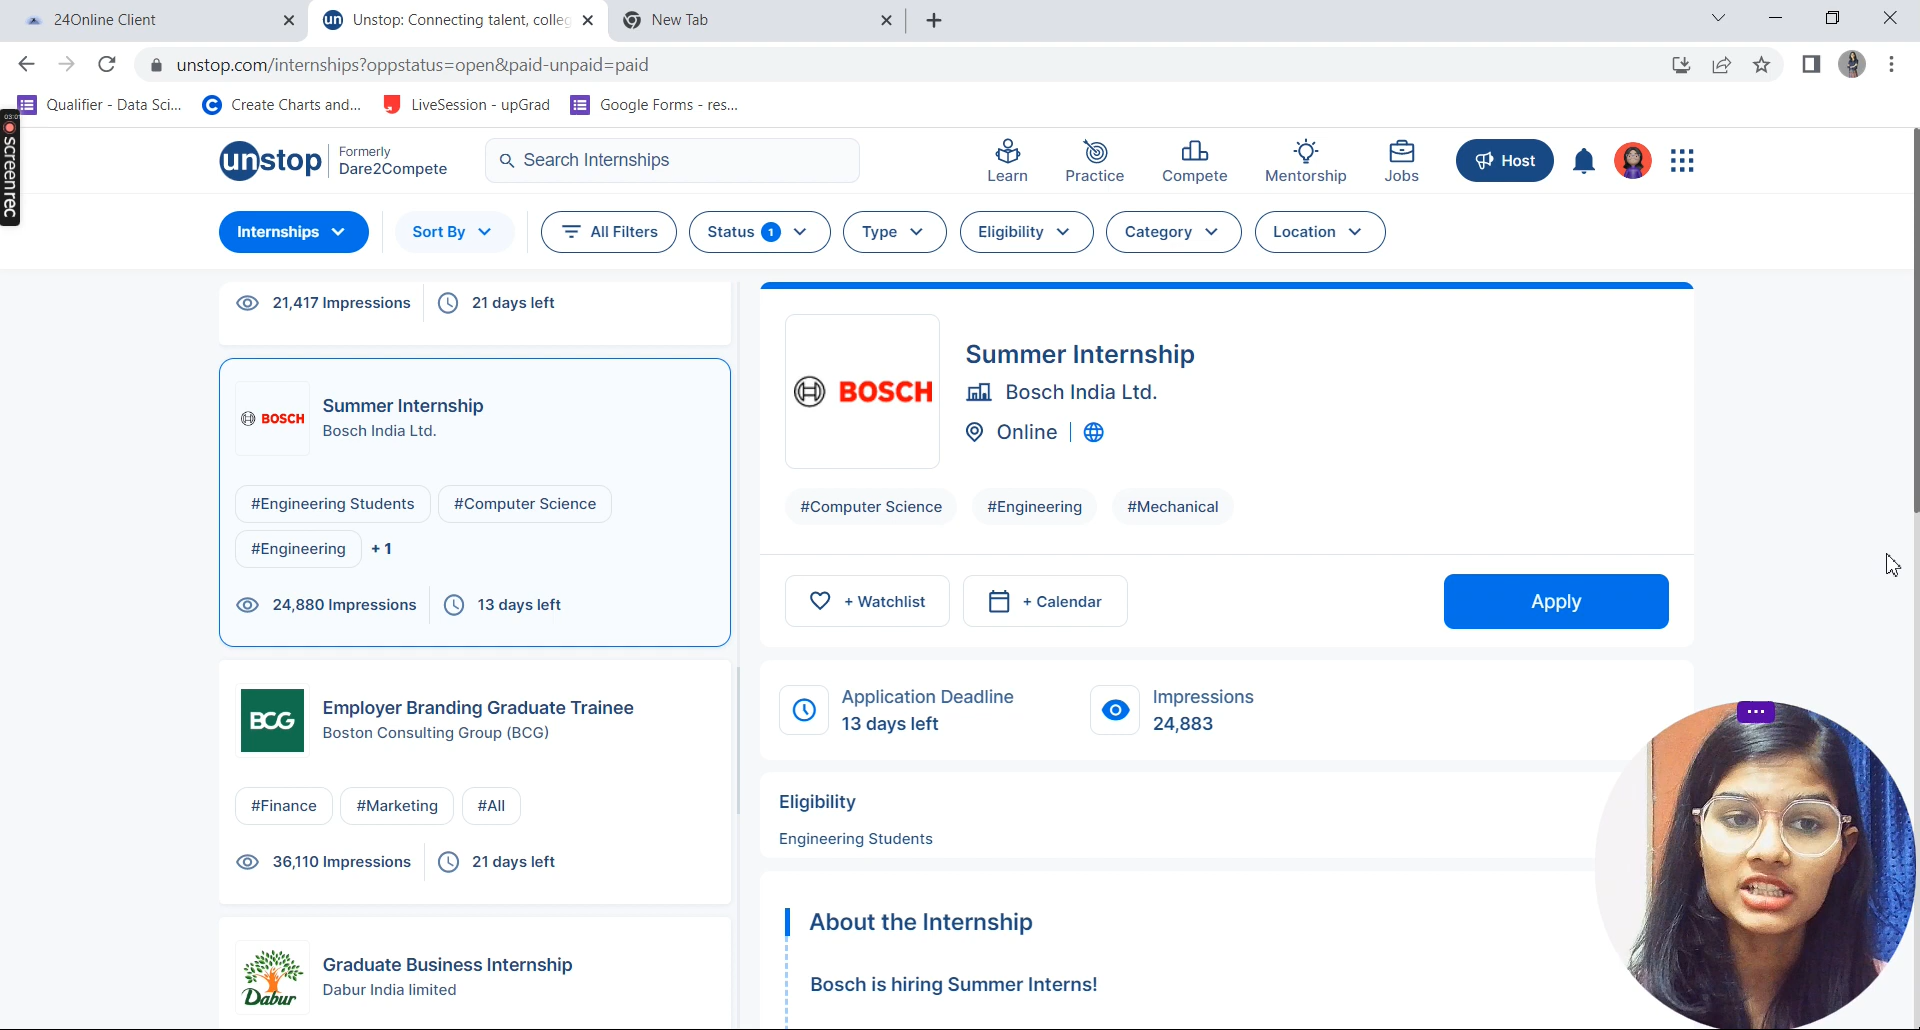 24Online Client
Unstop: Connecting talent, colleg
New Tab
unstop.com/internships?oppstatus=open&paid-unpaid=paid
Qualifier - Data Sci...
Create Charts and...
LiveSession - upGrad
Google Forms - res...
screenrec
unstop
Formerly
Dare2Compete
Search Internships
Learn
Practice
Compete
Mentorship
Jobs
Host
Internships
Sort By
All Filters
Status 1
Type
Eligibility
Category
Location
21,417 Impressions
21 days left
BOSCH
Summer Internship
Bosch India Ltd.
#Engineering Students
#Computer Science
#Engineering
+ 1
24,880 Impressions
13 days left
BCG
Employer Branding Graduate Trainee
Boston Consulting Group (BCG)
#Finance
#Marketing
#All
36,110 Impressions
21 days left
Dabur
Graduate Business Internship
Dabur India limited
BOSCH
Summer Internship
Bosch India Ltd.
Online
#Computer Science
#Engineering
#Mechanical
+ Watchlist
+ Calendar
Apply
Application Deadline
13 days left
Impressions
24,883
Eligibility
Engineering Students
About the Internship
Bosch is hiring Summer Interns!